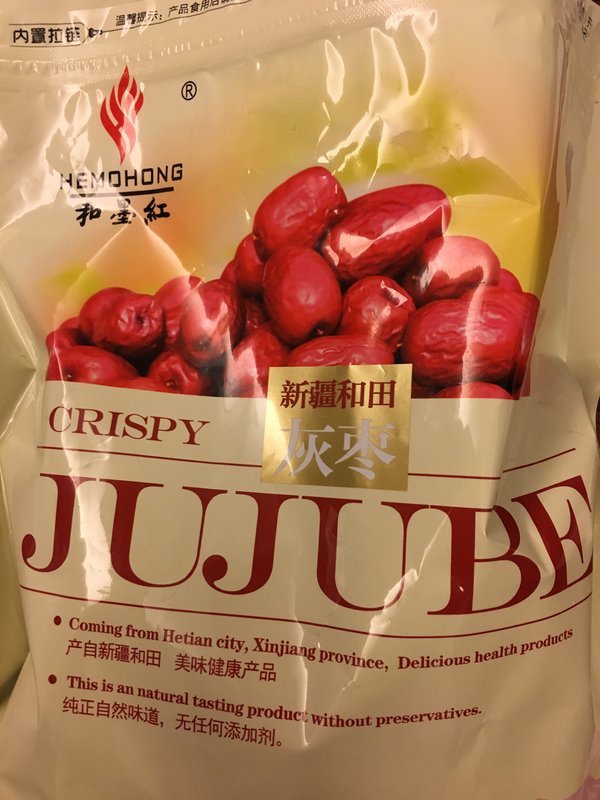 内置拉链
温馨提示：产品食用后
®
HEMOHONG
和墨紅
新疆和田
灰枣
CRISPY
JUJUBE
• Coming from Hetian city, Xinjiang province, Delicious health products
产自新疆和田 美味健康产品
• This is an natural tasting product without preservatives.
纯正自然味道，无任何添加剂。